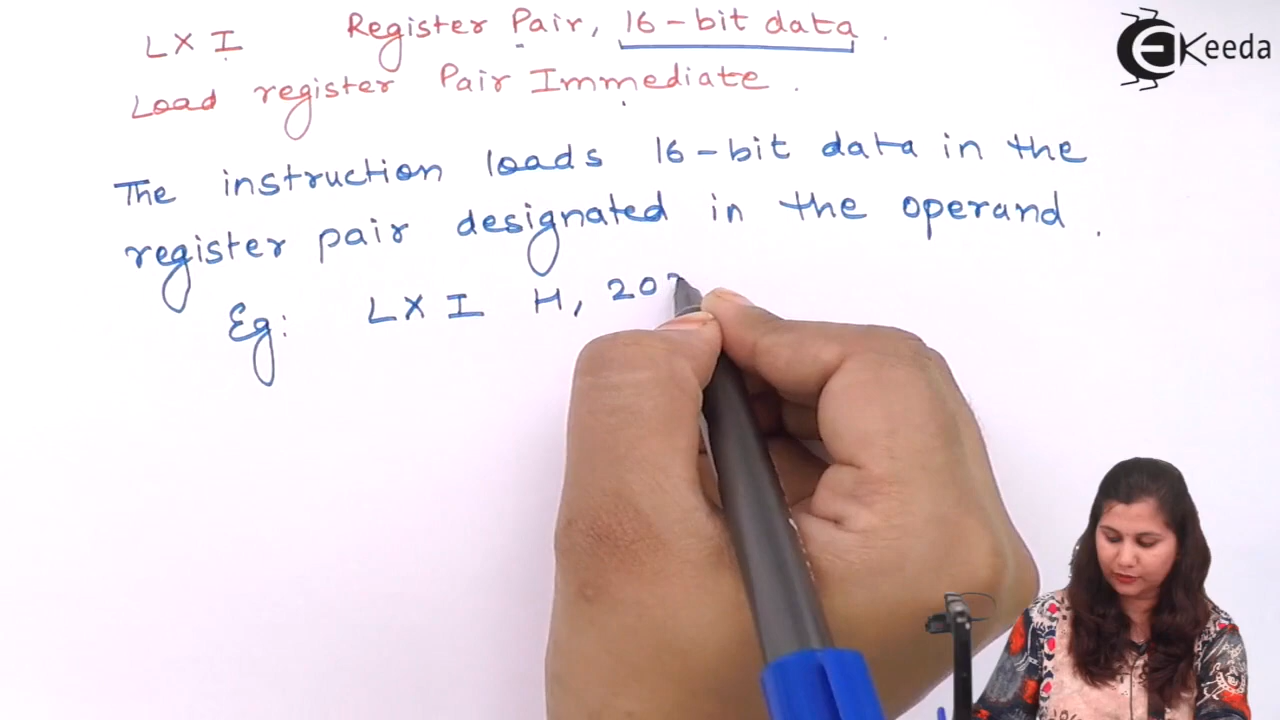 LXI Register Pair, 16-bit data.
Load register Pair Immediate.
The instruction loads 16-bit data in the
register pair designated in the operand.
Eg: LXI H, 20
EKeeda